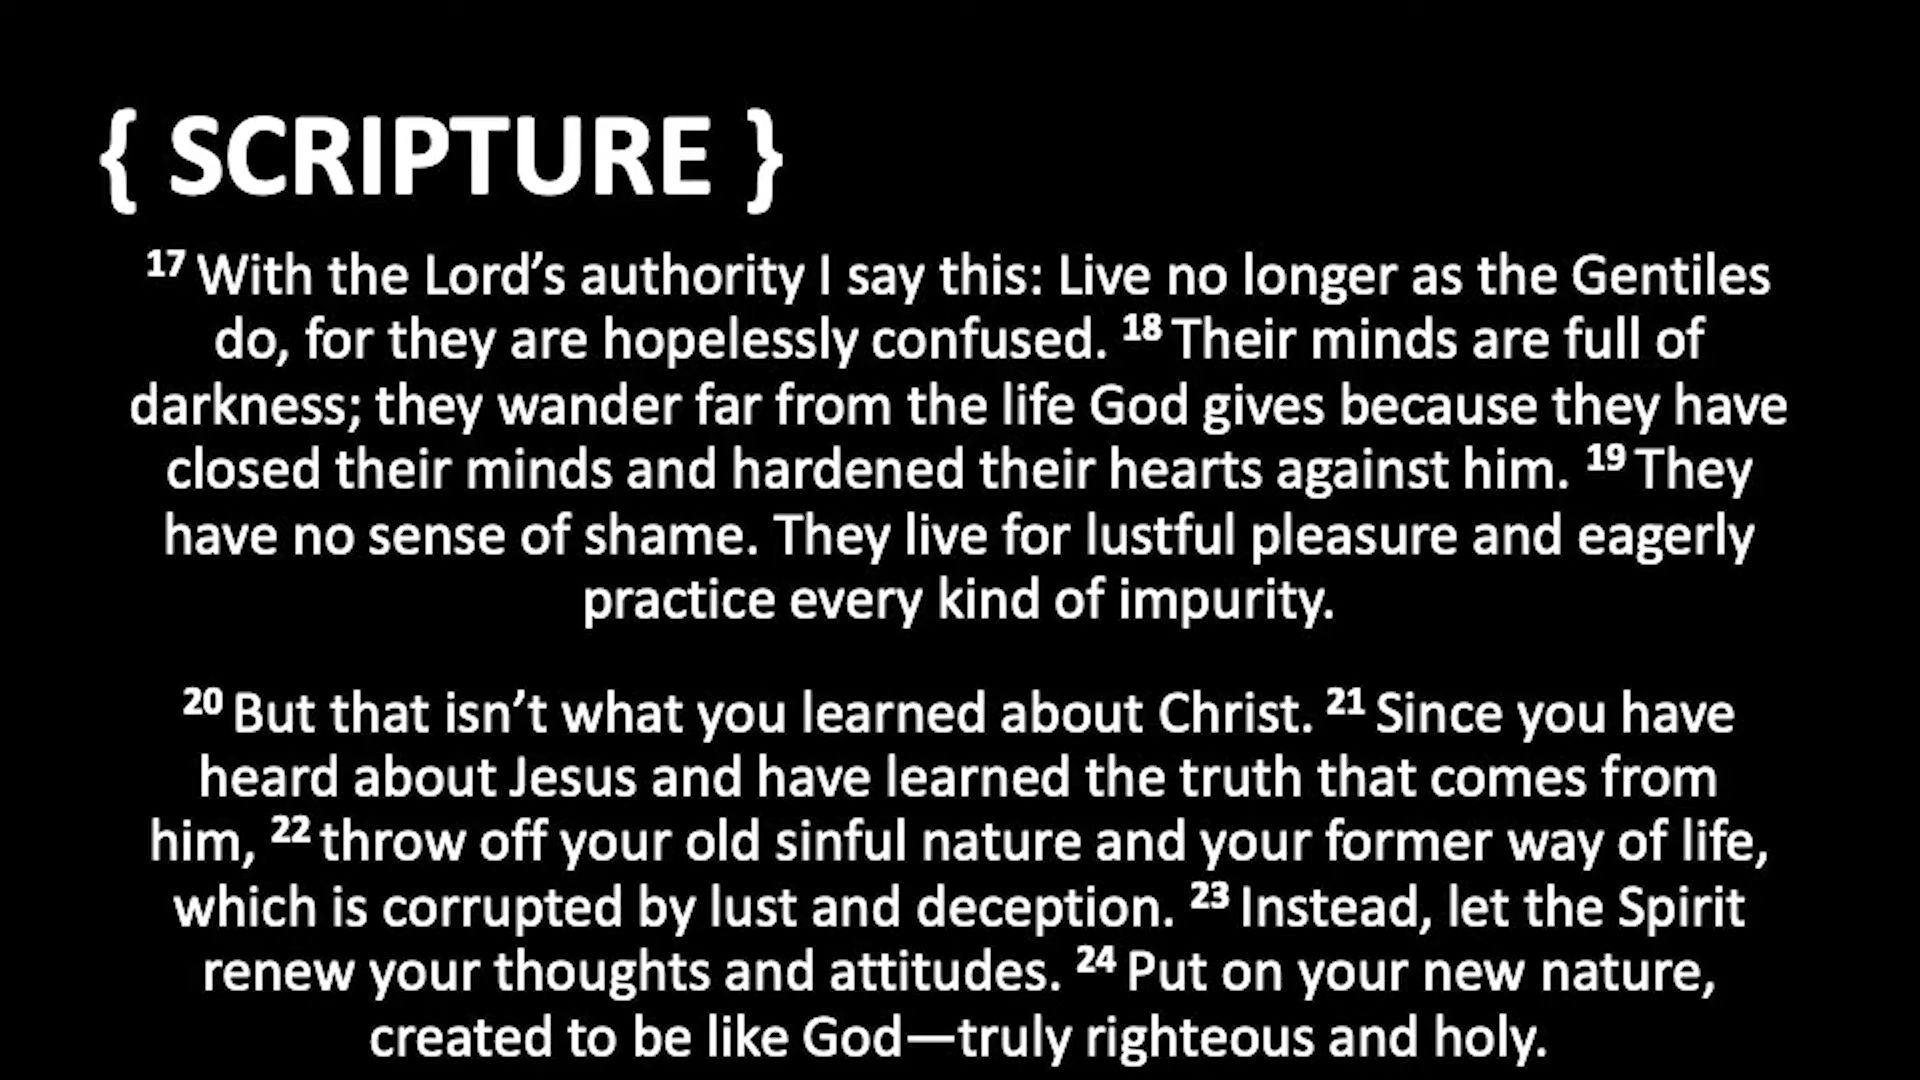 { SCRIPTURE }
17 With the Lord’s authority I say this: Live no longer as the Gentiles
do, for they are hopelessly confused. 18 Their minds are full of
darkness; they wander far from the life God gives because they have
closed their minds and hardened their hearts against him. 19 They
have no sense of shame. They live for lustful pleasure and eagerly
practice every kind of impurity.
20 But that isn’t what you learned about Christ. 21 Since you have
heard about Jesus and have learned the truth that comes from
him, 22 throw off your old sinful nature and your former way of life,
which is corrupted by lust and deception. 23 Instead, let the Spirit
renew your thoughts and attitudes. 24 Put on your new nature,
created to be like God—truly righteous and holy.